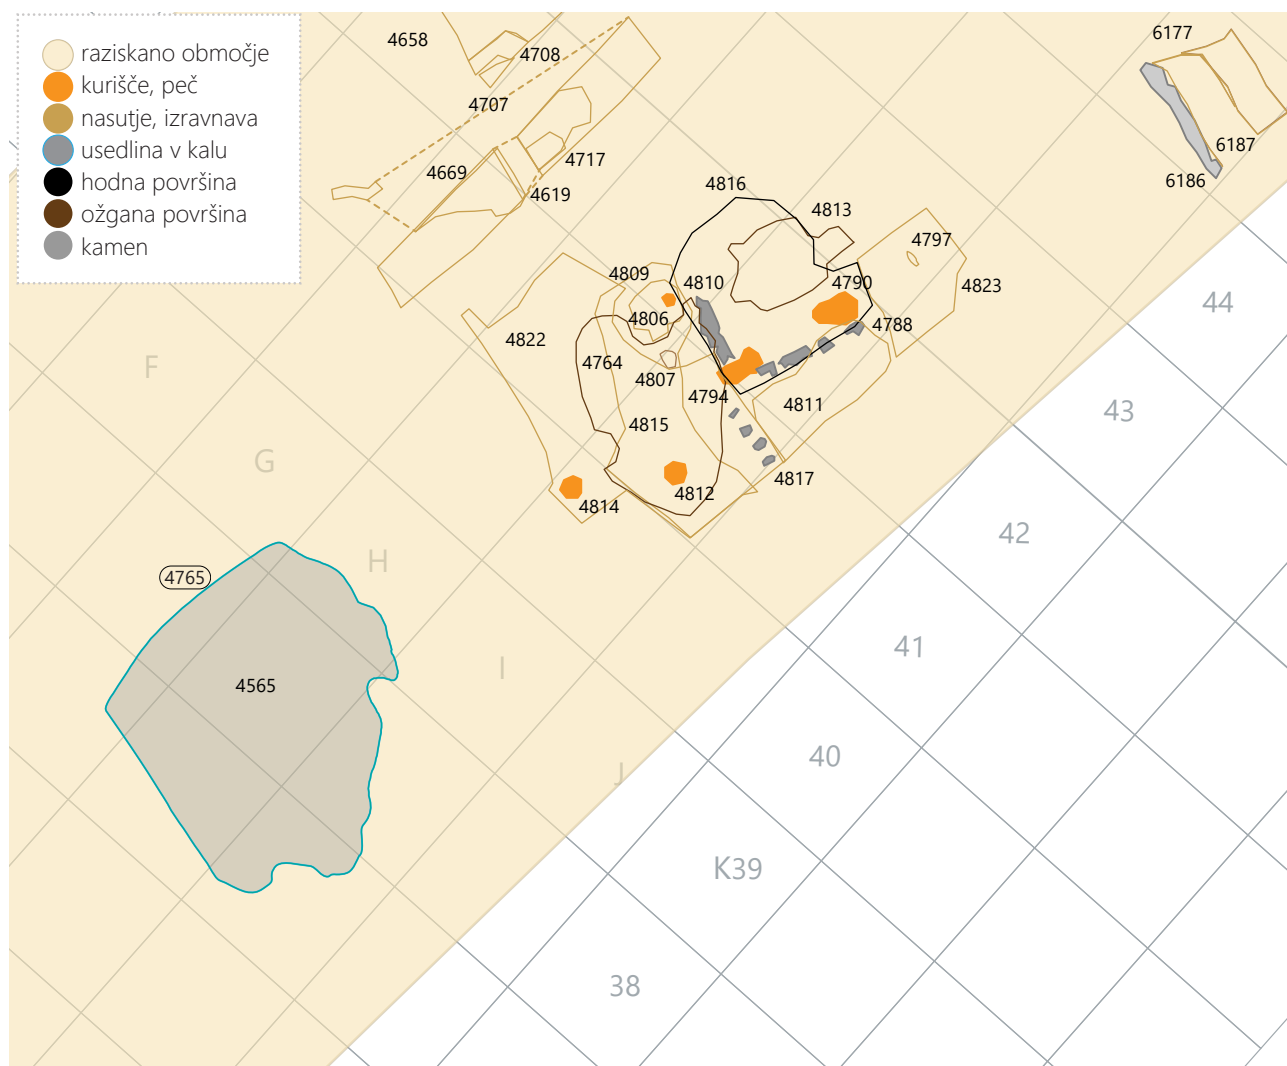 raziskano območje
kurišče, peč
nasutje, izravnava
usedlina v kalu
hodna površina
ožgana površina
kamen
4658
4708
4707
4717
4669
4619
6177
6187
6186
4816
4813
4797
4809
4810
4790
4823
4806
4788
4822
4764
4807
4794
4811
4815
4817
4812
4814
44
43
42
41
40
K39
38
F
G
H
I
J
4765
4565